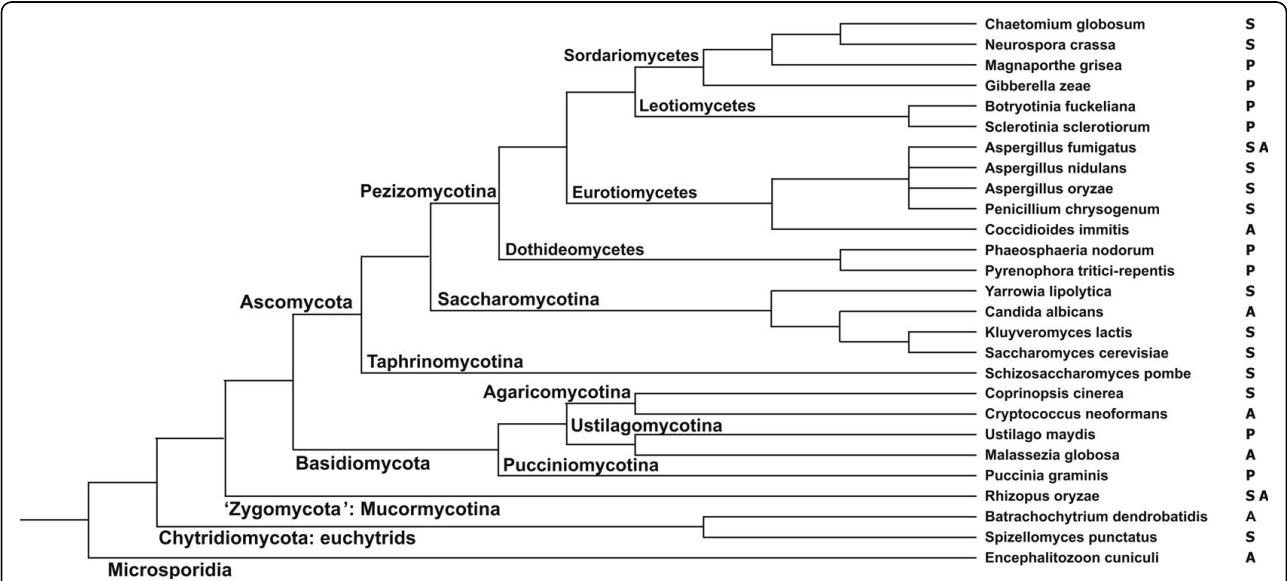 Chaetomium globosum S
Neurospora crassa S
Sordariomycetes
Magnaporthe grisea P
Gibberella zeae P
Leotiomycetes
Botryotinia fuckeliana P
Sclerotinia sclerotiorum P
Aspergillus fumigatus S A
Aspergillus nidulans S
Pezizomycotina
Eurotiomycetes
Aspergillus oryzae S
Penicillium chrysogenum S
Coccidioides immitis A
Dothideomycetes
Phaeosphaeria nodorum P
Pyrenophora tritici-repentis P
Yarrowia lipolytica S
Ascomycota
Saccharomycotina
Candida albicans A
Kluyveromyces lactis S
Saccharomyces cerevisiae S
Taphrinomycotina
Schizosaccharomyces pombe S
Agaricomycotina
Coprinopsis cinerea S
Cryptococcus neoformans A
Ustilagomycotina
Ustilago maydis P
Malassezia globosa A
Basidiomycota
Pucciniomycotina
Puccinia graminis P
Rhizopus oryzae S A
‘Zygomycota’: Mucormycotina
Batrachochytrium dendrobatidis A
Chytridiomycota: euchytrids
Spizellomyces punctatus S
Encephalitozoon cuniculi A
Microsporidia